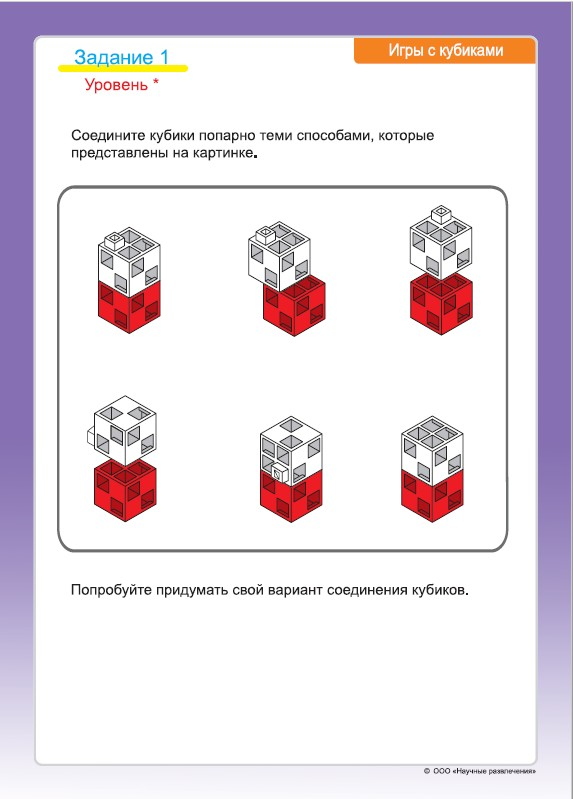 Игры с кубиками
Задание 1
Уровень *
Соедините кубики попарно теми способами, которые
представлены на картинке.
Попробуйте придумать свой вариант соединения кубиков.
© ООО «Научные развлечения»